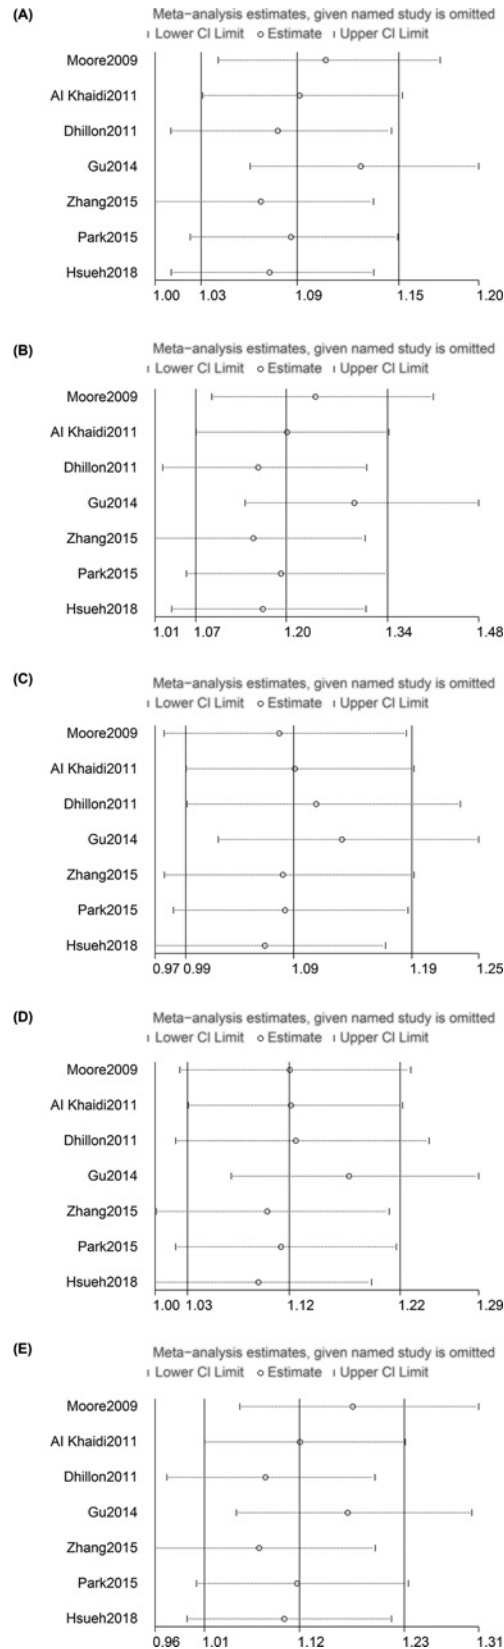 (A)
Meta-analysis estimates, given named study is omitted
Lower CI Limit Estimate Upper CI Limit
Moore2009
Al Khaidi2011
Dhillon2011
Gu2014
Zhang2015
Park2015
Hsueh2018
1.00 1.03 1.09 1.15 1.20
(B)
Meta-analysis estimates, given named study is omitted
Lower CI Limit Estimate Upper CI Limit
Moore2009
Al Khaidi2011
Dhillon2011
Gu2014
Zhang2015
Park2015
Hsueh2018
1.01 1.07 1.20 1.34 1.48
(C)
Meta-analysis estimates, given named study is omitted
Lower CI Limit Estimate Upper CI Limit
Moore2009
Al Khaidi2011
Dhillon2011
Gu2014
Zhang2015
Park2015
Hsueh2018
0.97 0.99 1.09 1.19 1.25
(D)
Meta-analysis estimates, given named study is omitted
Lower CI Limit Estimate Upper CI Limit
Moore2009
Al Khaidi2011
Dhillon2011
Gu2014
Zhang2015
Park2015
Hsueh2018
1.00 1.03 1.12 1.22 1.29
(E)
Meta-analysis estimates, given named study is omitted
Lower CI Limit Estimate Upper CI Limit
Moore2009
Al Khaidi2011
Dhillon2011
Gu2014
Zhang2015
Park2015
Hsueh2018
0.96 1.01 1.12 1.23 1.31